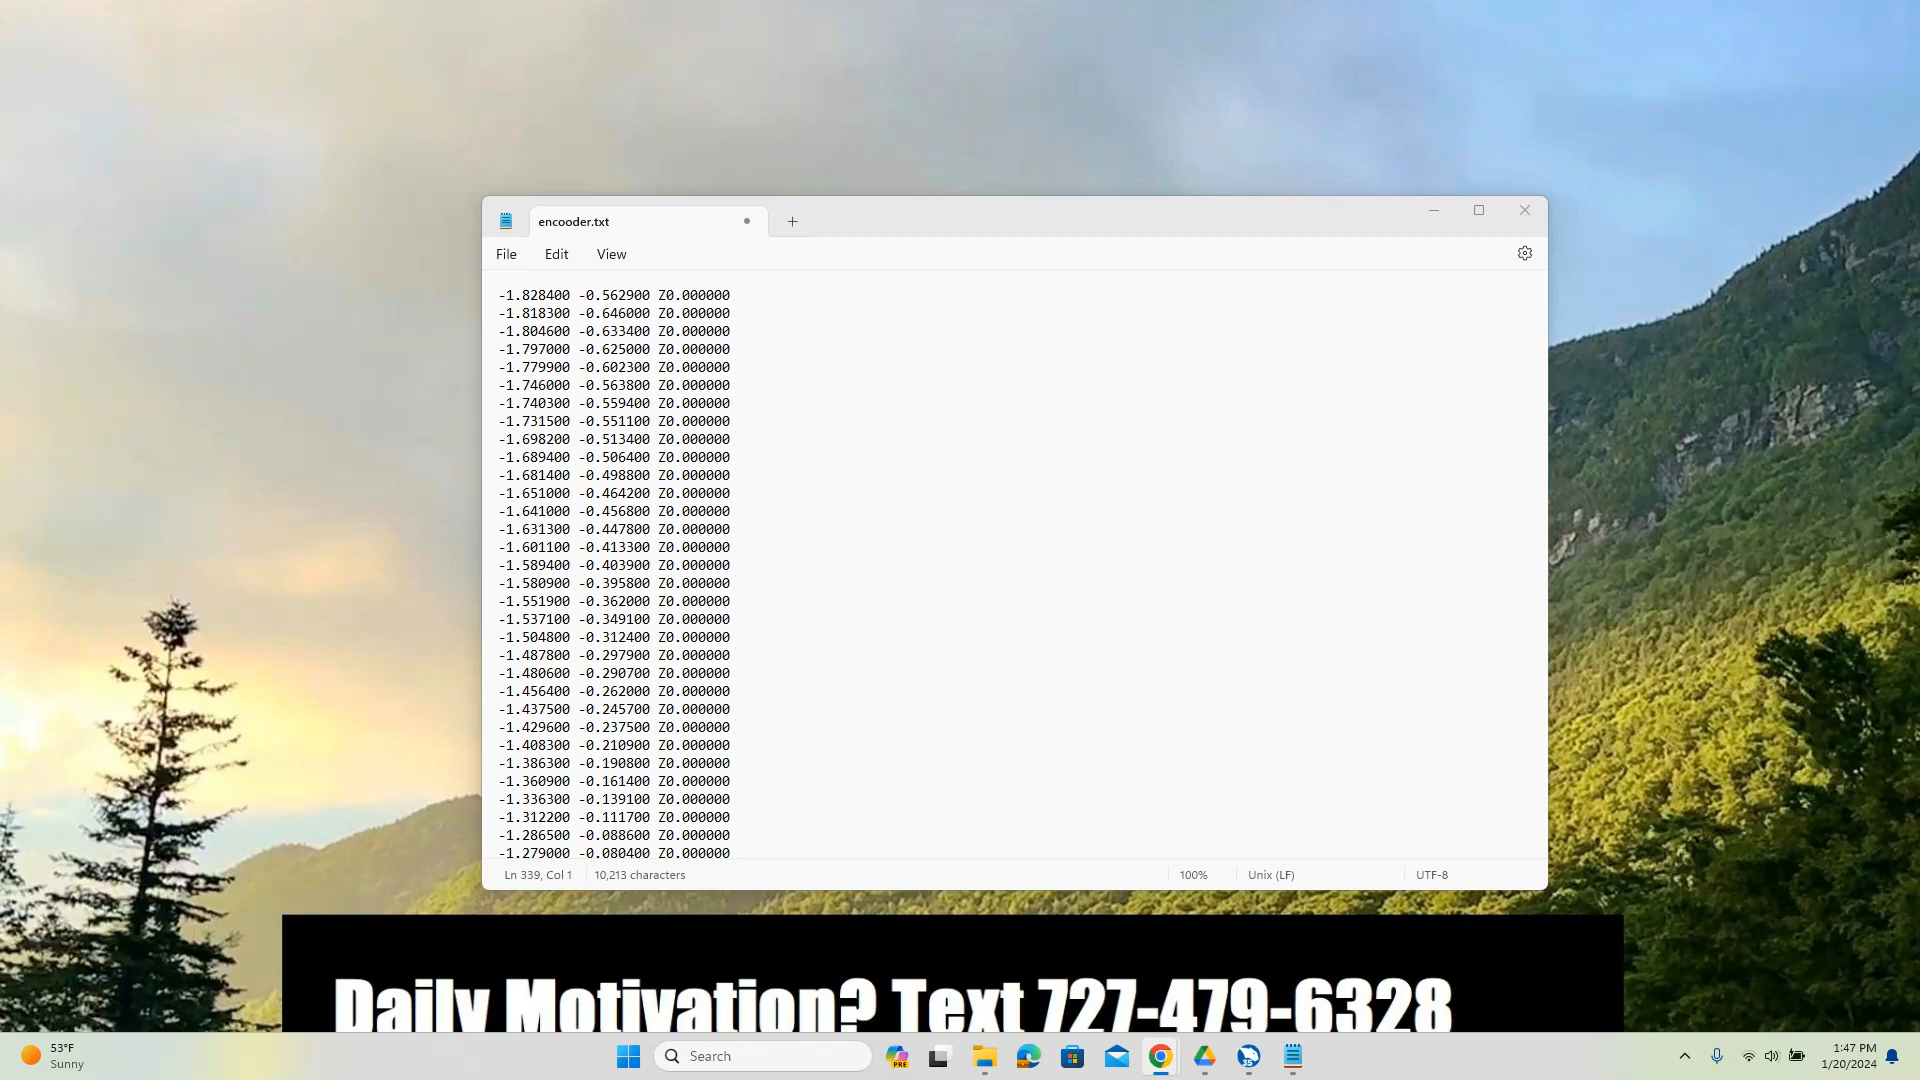 encooder.txt
File Edit View
-1.828400 -0.562900 Z0.000000
-1.818300 -0.646000 Z0.000000
-1.804600 -0.633400 Z0.000000
-1.797000 -0.625000 Z0.000000
-1.779900 -0.602300 Z0.000000
-1.746000 -0.563800 Z0.000000
-1.740300 -0.559400 Z0.000000
-1.731500 -0.551100 Z0.000000
-1.698200 -0.513400 Z0.000000
-1.689400 -0.506400 Z0.000000
-1.681400 -0.498800 Z0.000000
-1.651000 -0.464200 Z0.000000
-1.641000 -0.456800 Z0.000000
-1.631300 -0.447800 Z0.000000
-1.601100 -0.413300 Z0.000000
-1.589400 -0.403900 Z0.000000
-1.580900 -0.395800 Z0.000000
-1.551900 -0.362000 Z0.000000
-1.537100 -0.349100 Z0.000000
-1.504800 -0.312400 Z0.000000
-1.487800 -0.297900 Z0.000000
-1.480600 -0.290700 Z0.000000
-1.456400 -0.262000 Z0.000000
-1.437500 -0.245700 Z0.000000
-1.429600 -0.237500 Z0.000000
-1.408300 -0.210900 Z0.000000
-1.386300 -0.190800 Z0.000000
-1.360900 -0.161400 Z0.000000
-1.336300 -0.139100 Z0.000000
-1.312200 -0.111700 Z0.000000
-1.286500 -0.088600 Z0.000000
-1.279000 -0.080400 Z0.000000
Ln 339, Col 1 10,213 characters 100% Unix (LF) UTF-8
Daily Motivation? Text 727-479-6328
53°F
Sunny
Search
PRE
JS
1:47 PM
1/20/2024